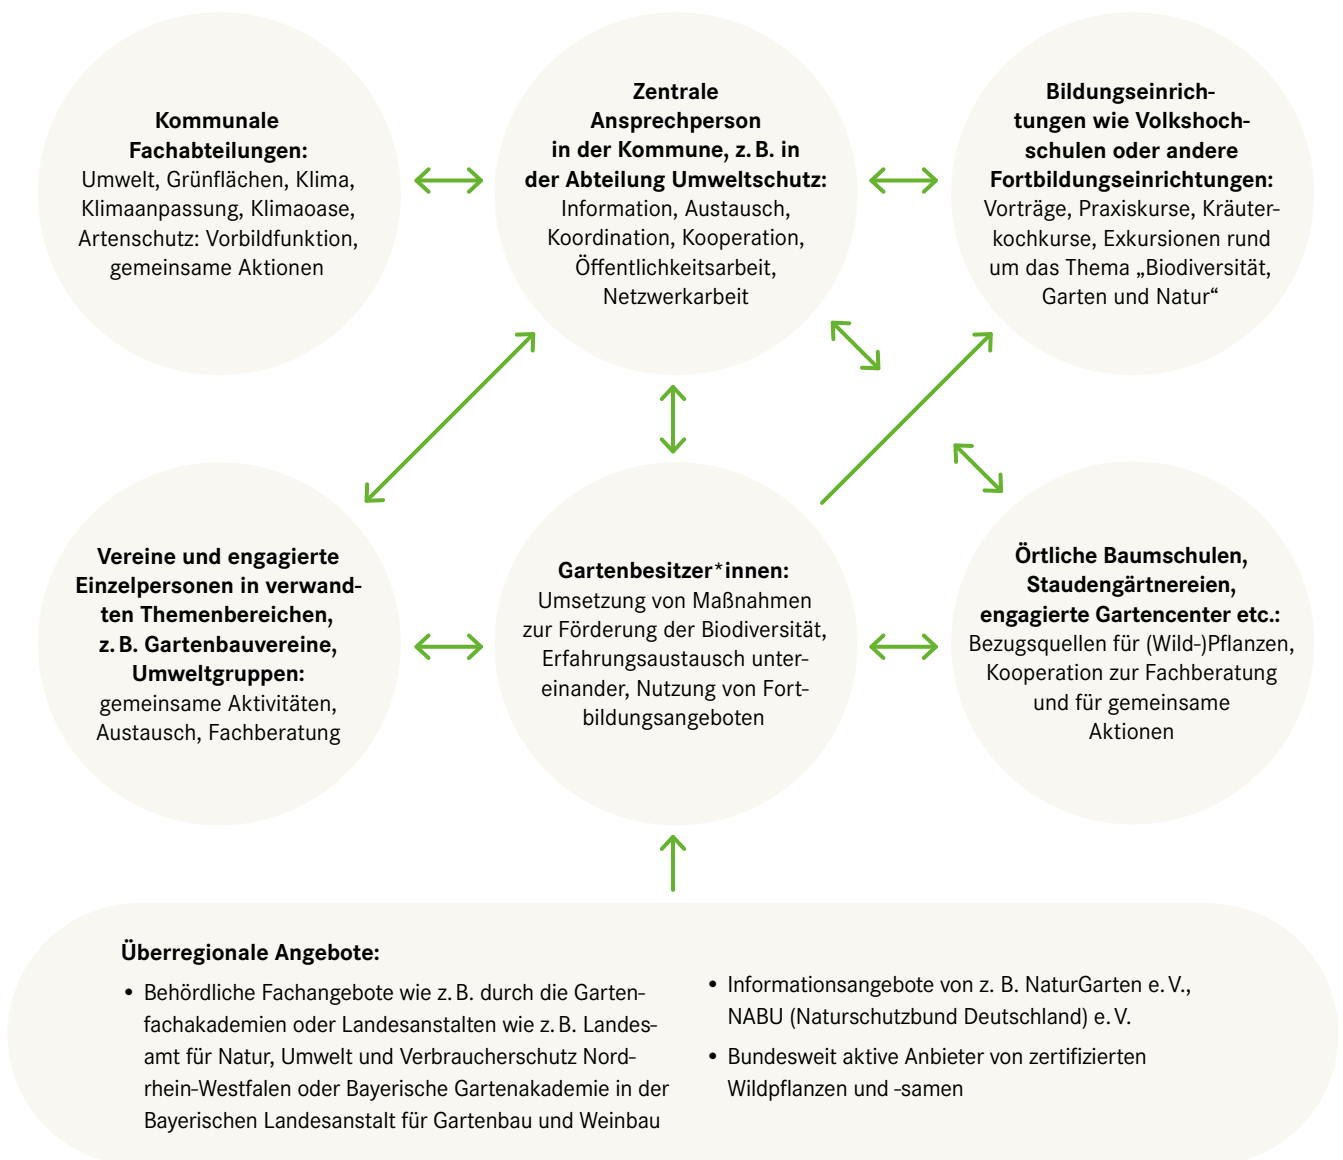 Kommunale
Fachabteilungen:
Umwelt, Grünflächen, Klima,
Klimaanpassung, Klimaoase,
Artenschutz: Vorbildfunktion,
gemeinsame Aktionen
Zentrale
Ansprechperson
in der Kommune, z. B. in
der Abteilung Umweltschutz:
Information, Austausch,
Koordination, Kooperation,
Öffentlichkeitsarbeit,
Netzwerkarbeit
Bildungseinrich-
tungen wie Volkshoch-
schulen oder andere
Fortbildungseinrichtungen:
Vorträge, Praxiskurse, Kräuter-
kochkurse, Exkursionen rund
um das Thema „Biodiversität,
Garten und Natur“
Vereine und engagierte
Einzelpersonen in verwand-
ten Themenbereichen,
z. B. Gartenbauvereine,
Umweltgruppen:
gemeinsame Aktivitäten,
Austausch, Fachberatung
Gartenbesitzer*innen:
Umsetzung von Maßnahmen
zur Förderung der Biodiversität,
Erfahrungsaustausch unter-
einander, Nutzung von Fort-
bildungsangeboten
Örtliche Baumschulen,
Staudengärtnereien,
engagierte Gartencenter etc.:
Bezugsquellen für (Wild-)Pflanzen,
Kooperation zur Fachberatung
und für gemeinsame
Aktionen
Überregionale Angebote:
• Behördliche Fachangebote wie z. B. durch die Garten-
fachakademien oder Landesanstalten wie z. B. Landes-
amt für Natur, Umwelt und Verbraucherschutz Nord-
rhein-Westfalen oder Bayerische Gartenakademie in der
Bayerischen Landesanstalt für Gartenbau und Weinbau
• Informationsangebote von z. B. NaturGarten e. V.,
NABU (Naturschutzbund Deutschland) e. V.
• Bundesweit aktive Anbieter von zertifizierten
Wildpflanzen und -samen